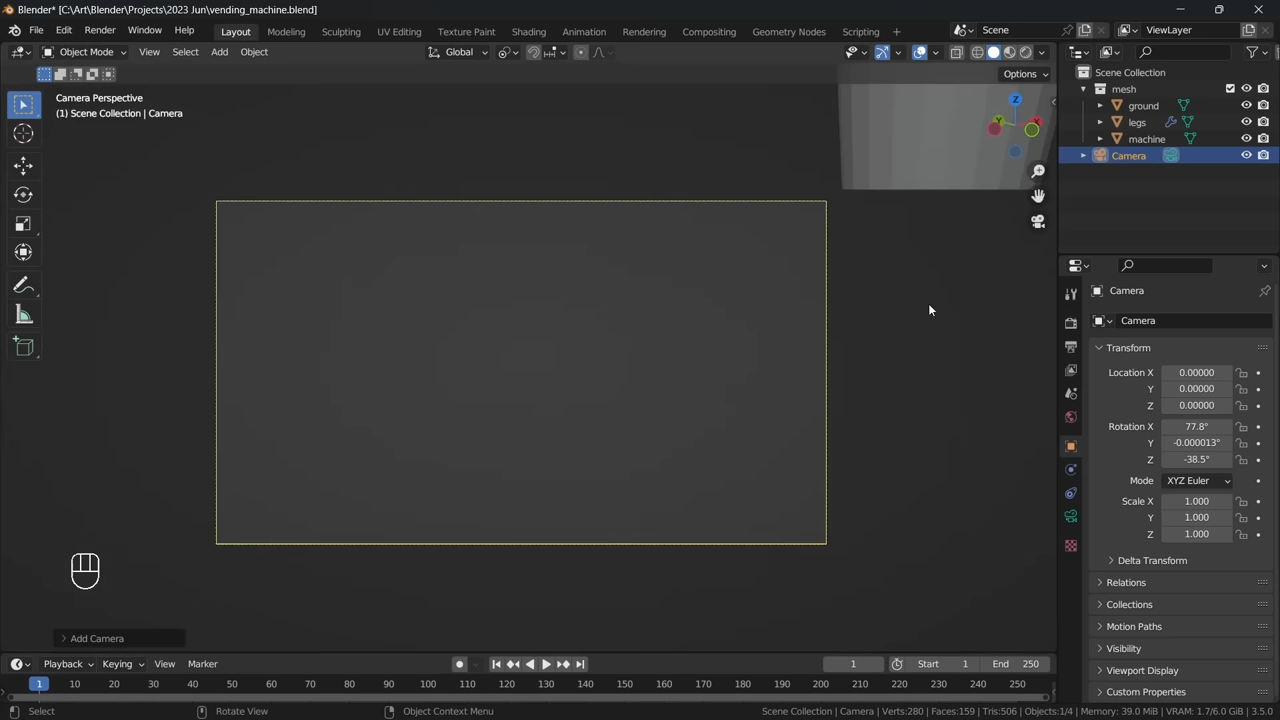 Blender* [C:\Art\Blender\Projects\2023 Jun\vending_machine.blend]
File Edit Render Window Help Layout Modeling Sculpting UV Editing Texture Paint Shading Animation Rendering Compositing Geometry Nodes Scripting + Scene ViewLayer
Object Mode View Select Add Object Global
Options
Camera Perspective
(1) Scene Collection | Camera
Z
Y
X
Scene Collection
mesh
ground
legs
machine
Camera
Camera
Camera
Transform
Location X 0.00000
Y 0.00000
Z 0.00000
Rotation X 77.8°
Y -0.000013°
Z -38.5°
Mode XYZ Euler
Scale X 1.000
Y 1.000
Z 1.000
Delta Transform
Relations
Collections
Motion Paths
Visibility
Viewport Display
Custom Properties
Add Camera
Playback Keying View Marker 1 Start 1 End 250
1 10 20 30 40 50 60 70 80 90 100 110 120 130 140 150 160 170 180 190 200 210 220 230 240 250
Select Rotate View Object Context Menu Scene Collection | Camera | Verts:280 | Faces:159 | Tris:506 | Objects:1/4 | Memory: 39.0 MiB | VRAM: 1.7/6.0 GiB | 3.5.0